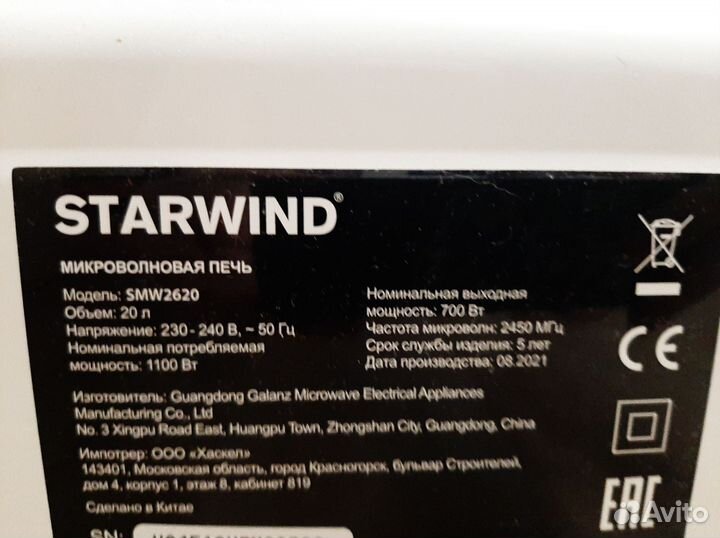 STARWIND®
МИКРОВОЛНОВАЯ ПЕЧЬ
Модель: SMW2620
Объем: 20 л
Напряжение: 230 - 240 В, ~ 50 Гц
Номинальная потребляемая
мощность: 1100 Вт
Номинальная выходная
мощность: 700 Вт
Частота микроволн: 2450 МГц
Срок службы изделия: 5 лет
Дата производства: 08.2021
Изготовитель: Guangdong Galanz Microwave Electrical Appliances
Manufacturing Co., Ltd
No. 3 Xingpu Road East, Huangpu Town, Zhongshan City, Guangdong, China
Импотрер: ООО «Хаскел»
143401, Московская область, город Красногорск, бульвар Строителей,
дом 4, корпус 1, этаж 8, кабинет 819
Сделано в Китае
SN:
CE
EAC
Avito